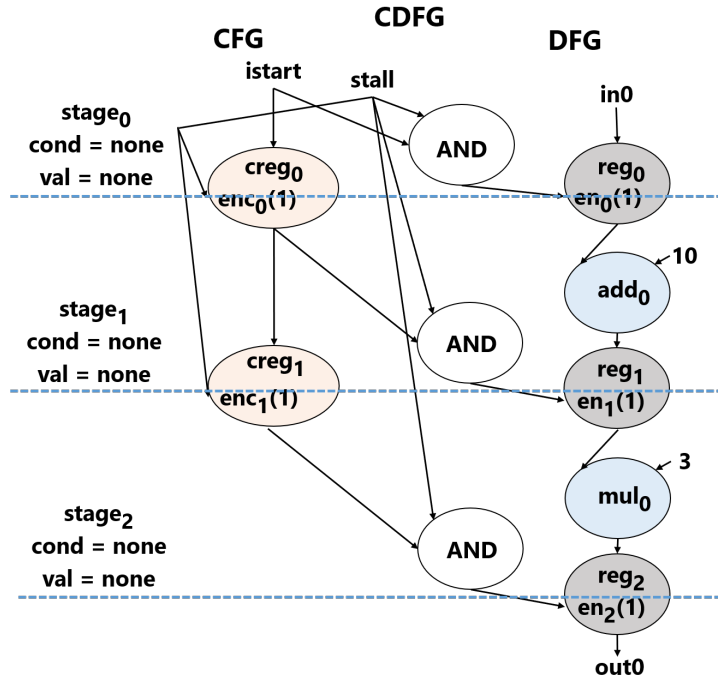 CDFG
CFG
DFG
istart
stall
in0
stage0
cond = none
val = none
AND
creg0
enc0(1)
reg0
en0(1)
10
add0
stage1
cond = none
val = none
AND
creg1
enc1(1)
reg1
en1(1)
3
mul0
stage2
cond = none
val = none
AND
reg2
en2(1)
out0